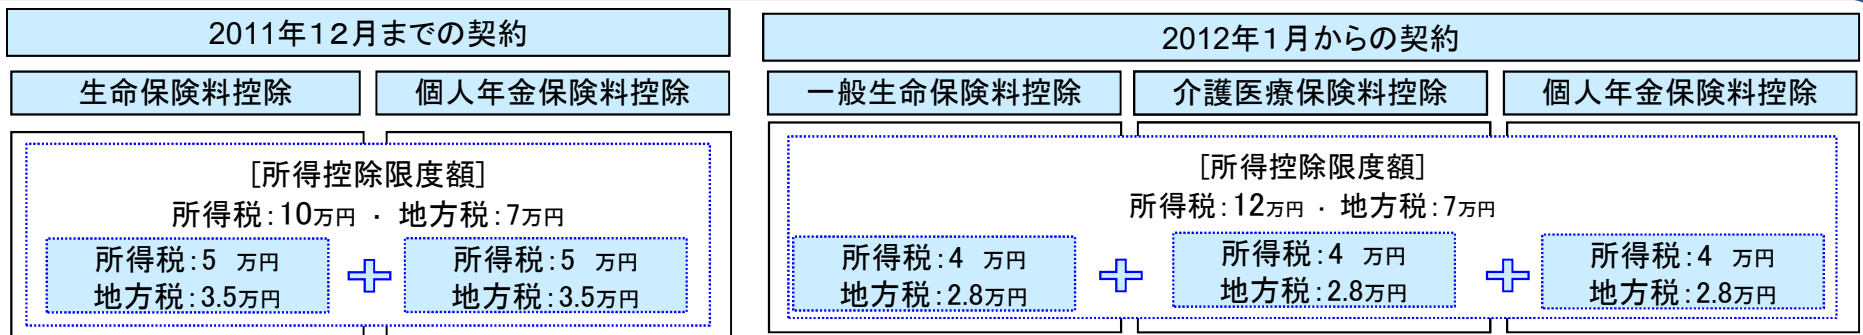 2011年12月までの契約
生命保険料控除
個人年金保険料控除
[所得控除限度額]
所得税:10万円 ・ 地方税:7万円
所得税:5 万円
地方税:3.5万円
所得税:5 万円
地方税:3.5万円
2012年1月からの契約
一般生命保険料控除
介護医療保険料控除
個人年金保険料控除
[所得控除限度額]
所得税:12万円 ・ 地方税:7万円
所得税:4 万円
地方税:2.8万円
所得税:4 万円
地方税:2.8万円
所得税:4 万円
地方税:2.8万円